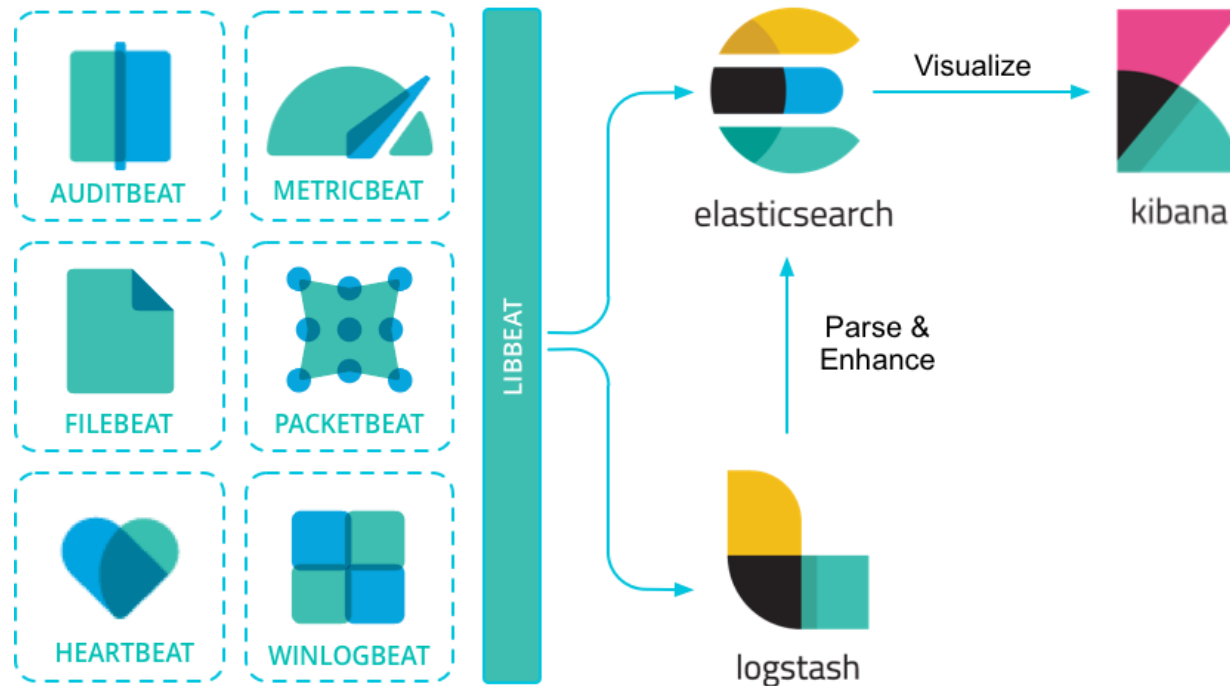 AUDITBEAT
METRICBEAT
FILEBEAT
PACKETBEAT
HEARTBEAT
WINLOGBEAT
LIBBEAT
elasticsearch
Visualize
kibana
Parse &
Enhance
logstash